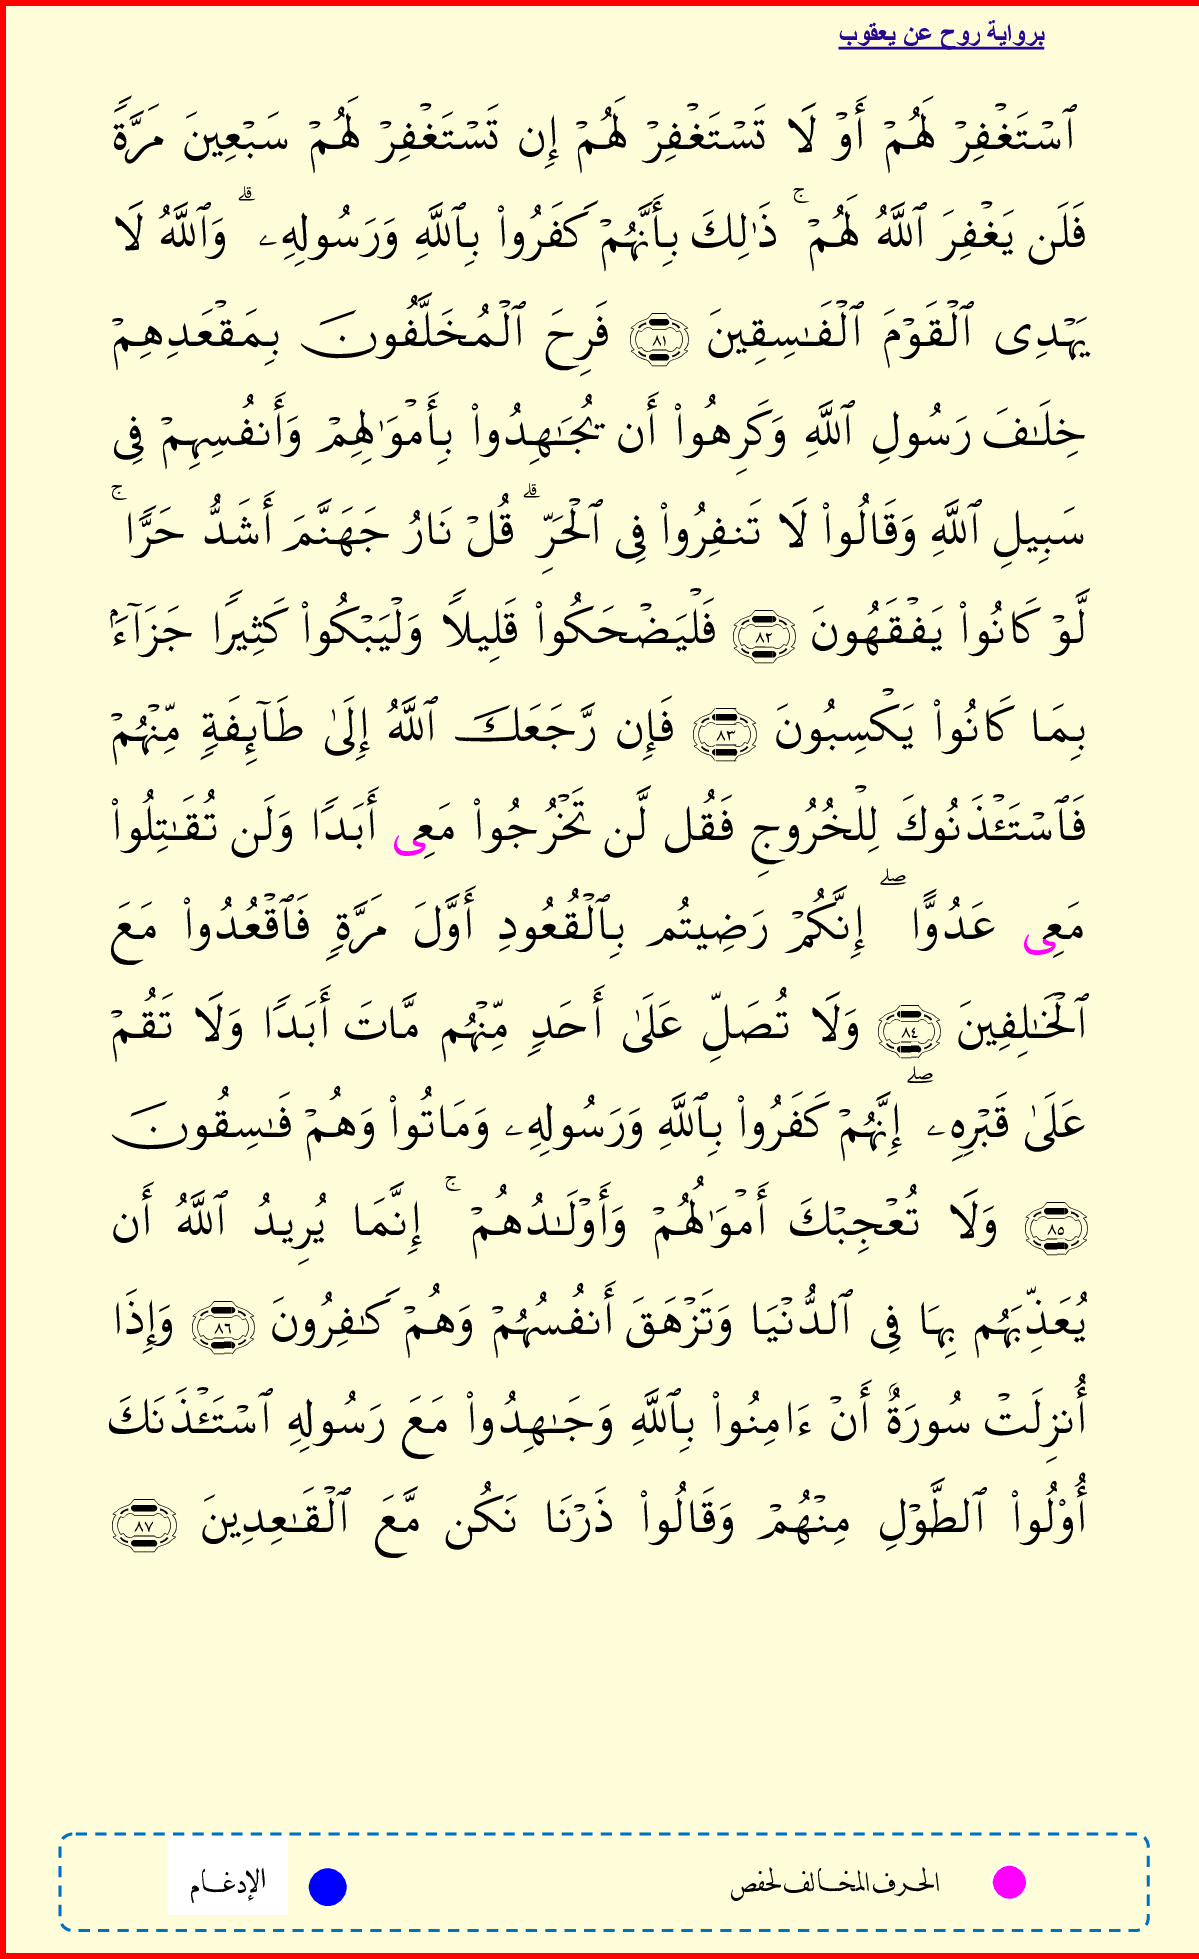 برواية روح عن يعقوب
ٱسۡتَغۡفِرۡ لَهُمۡ أَوۡ لَا تَسۡتَغۡفِرۡ لَهُمۡ إِن تَسۡتَغۡفِرۡ لَهُمۡ سَبۡعِينَ مَرَّةٗ
فَلَن يَغۡفِرَ ٱللَّهُ لَهُمۡۚ ذَٰلِكَ بِأَنَّهُمۡ كَفَرُواْ بِٱللَّهِ وَرَسُولِهِۦۗ وَٱللَّهُ لَا
يَهۡدِي ٱلۡقَوۡمَ ٱلۡفَٰسِقِينَ ٨١ فَرِحَ ٱلۡمُخَلَّفُونَ بِمَقۡعَدِهِمۡ
خِلَٰفَ رَسُولِ ٱللَّهِ وَكَرِهُواْ أَن يُجَٰهِدُواْ بِأَمۡوَٰلِهِمۡ وَأَنفُسِهِمۡ فِي
سَبِيلِ ٱللَّهِ وَقَالُواْ لَا تَنفِرُواْ فِي ٱلۡحَرِّۗ قُلۡ نَارُ جَهَنَّمَ أَشَدُّ حَرّٗاۚ
لَّوۡ كَانُواْ يَفۡقَهُونَ ٨٢ فَلۡيَضۡحَكُواْ قَلِيلٗا وَلۡيَبۡكُواْ كَثِيرٗا جَزَآءَۢ
بِمَا كَانُواْ يَكۡسِبُونَ ٨٣ فَإِن رَّجَعَكَ ٱللَّهُ إِلَىٰ طَآئِفَةٖ مِّنۡهُمۡ
فَٱسۡتَـٔۡذَنُوكَ لِلۡخُرُوجِ فَقُل لَّن تَخۡرُجُواْ مَعِي أَبَدٗا وَلَن تُقَٰتِلُواْ
مَعِي عَدُوًّاۖ إِنَّكُمۡ رَضِيتُم بِٱلۡقُعُودِ أَوَّلَ مَرَّةٖ فَٱقۡعُدُواْ مَعَ
ٱلۡخَٰلِفِينَ ٨٤ وَلَا تُصَلِّ عَلَىٰٓ أَحَدٖ مِّنۡهُم مَّاتَ أَبَدٗا وَلَا تَقُمۡ
عَلَىٰ قَبۡرِهِۦۖ إِنَّهُمۡ كَفَرُواْ بِٱللَّهِ وَرَسُولِهِۦ وَمَاتُواْ وَهُمۡ فَٰسِقُونَ
٨٥ وَلَا تُعۡجِبۡكَ أَمۡوَٰلُهُمۡ وَأَوۡلَٰدُهُمۡۚ إِنَّمَا يُرِيدُ ٱللَّهُ أَن
يُعَذِّبَهُم بِهَا فِي ٱلدُّنۡيَا وَتَزۡهَقَ أَنفُسُهُمۡ وَهُمۡ كَٰفِرُونَ ٨٦ وَإِذَا
أُنزِلَتۡ سُورَةٌ أَنۡ ءَامِنُواْ بِٱللَّهِ وَجَٰهِدُواْ مَعَ رَسُولِهِ ٱسۡتَـٔۡذَنَكَ
أُوْلُواْ ٱلطَّوۡلِ مِنۡهُمۡ وَقَالُواْ ذَرۡنَا نَكُن مَّعَ ٱلۡقَٰعِدِينَ ٨٧
الحرف المخالف لحفص
الإدغام